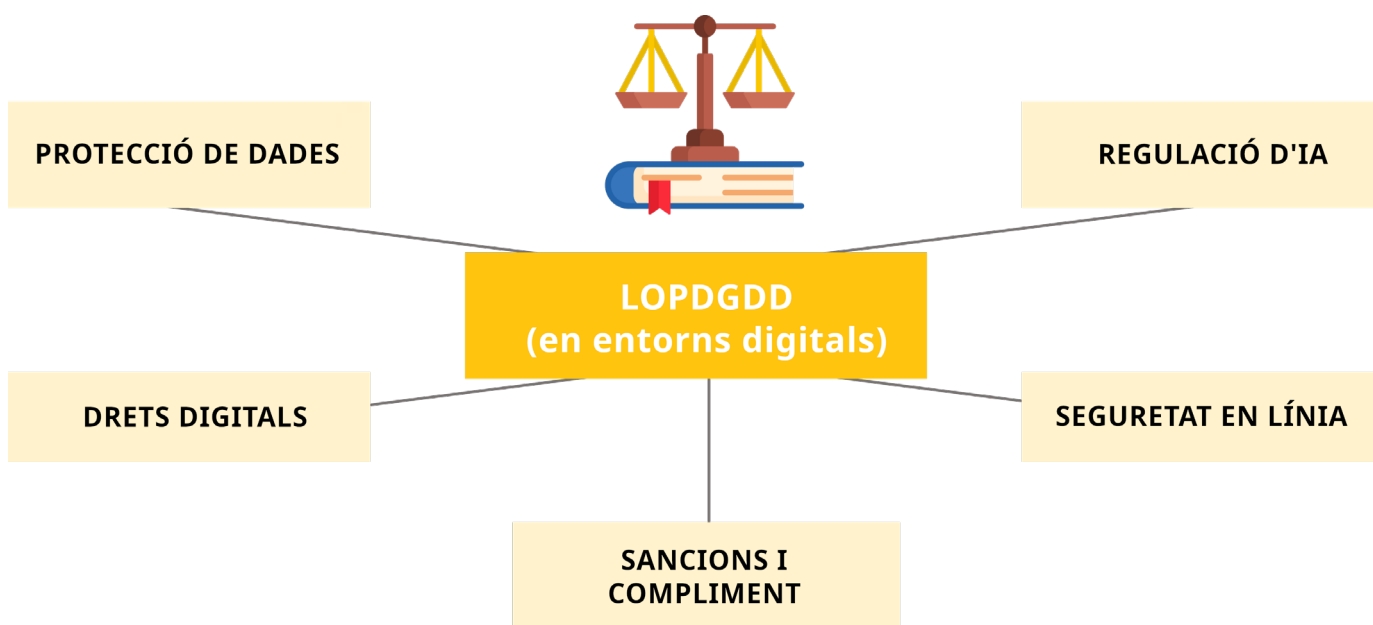 PROTECCIÓ DE DADES
REGULACIÓ D'IA
LOPDGDD
(en entorns digitals)
DRETS DIGITALS
SEGURETAT EN LÍNIA
SANCIONS I
COMPLIMENT